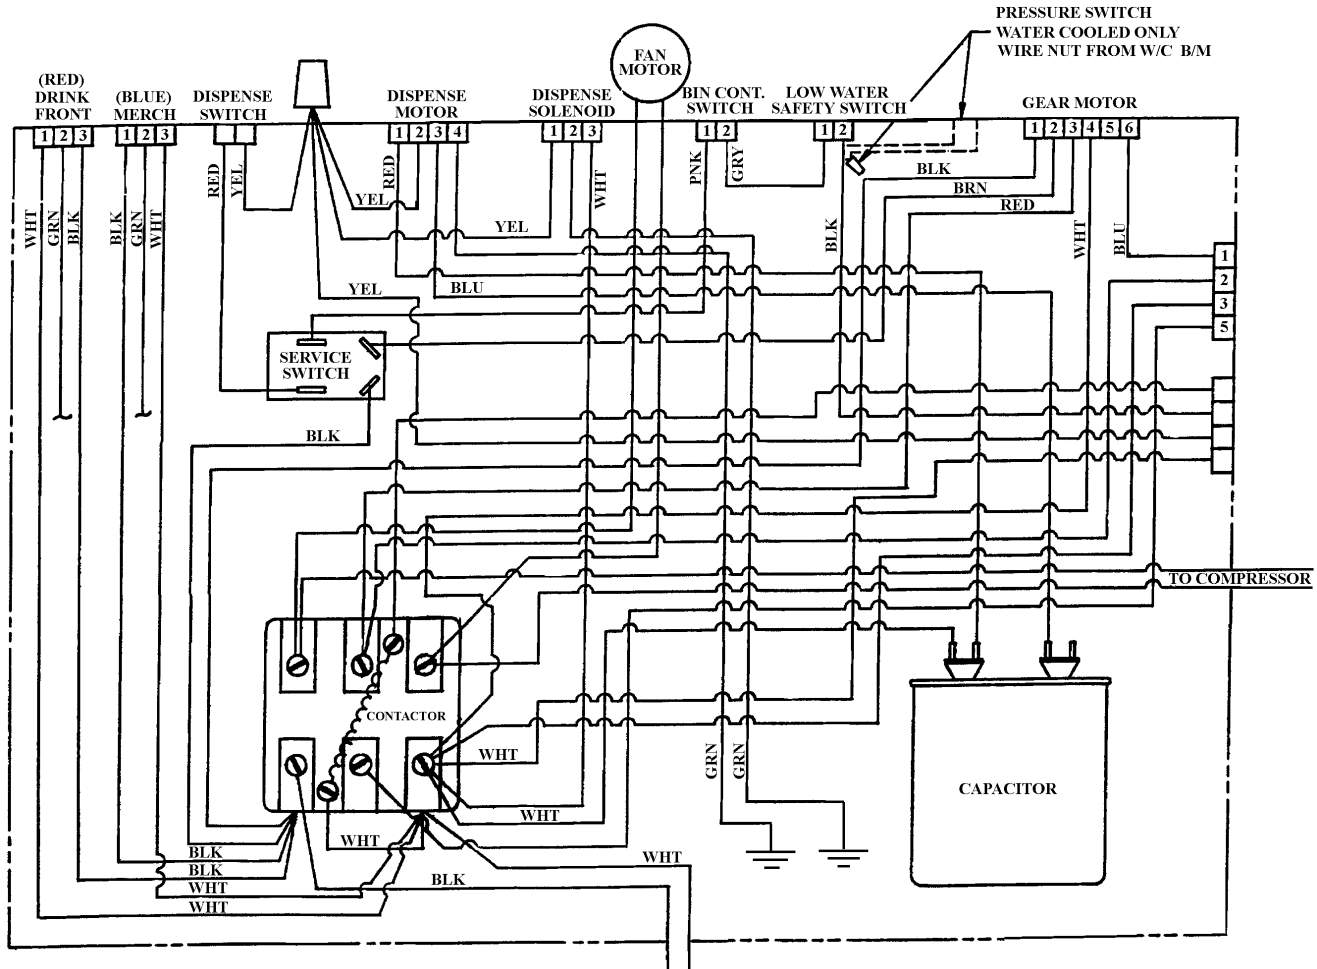 PRESSURE SWITCH
WATER COOLED ONLY
WIRE NUT FROM W/C B/M
FAN
MOTOR
(RED)
DRINK
FRONT
(BLUE)
MERCH
DISPENSE
SWITCH
DISPENSE
MOTOR
DISPENSE
SOLENOID
BIN CONT.
SWITCH
LOW WATER
SAFETY SWITCH
GEAR MOTOR
1 2 3
1 2 3
1 2 3 4
1 2 3
1 2
1 2
1 2 3 4 5 6
RED
YEL
RED
YEL
WHT
PNK
GRY
BLK
BRN
RED
WHT
GRN
BLK
BLK
GRN
WHT
YEL
BLK
WHT
BLU
1
2
3
5
YEL
BLU
SERVICE
SWITCH
BLK
TO COMPRESSOR
CONTACTOR
WHT
GRN
GRN
CAPACITOR
WHT
WHT
BLK
WHT
BLK
BLK
WHT
WHT